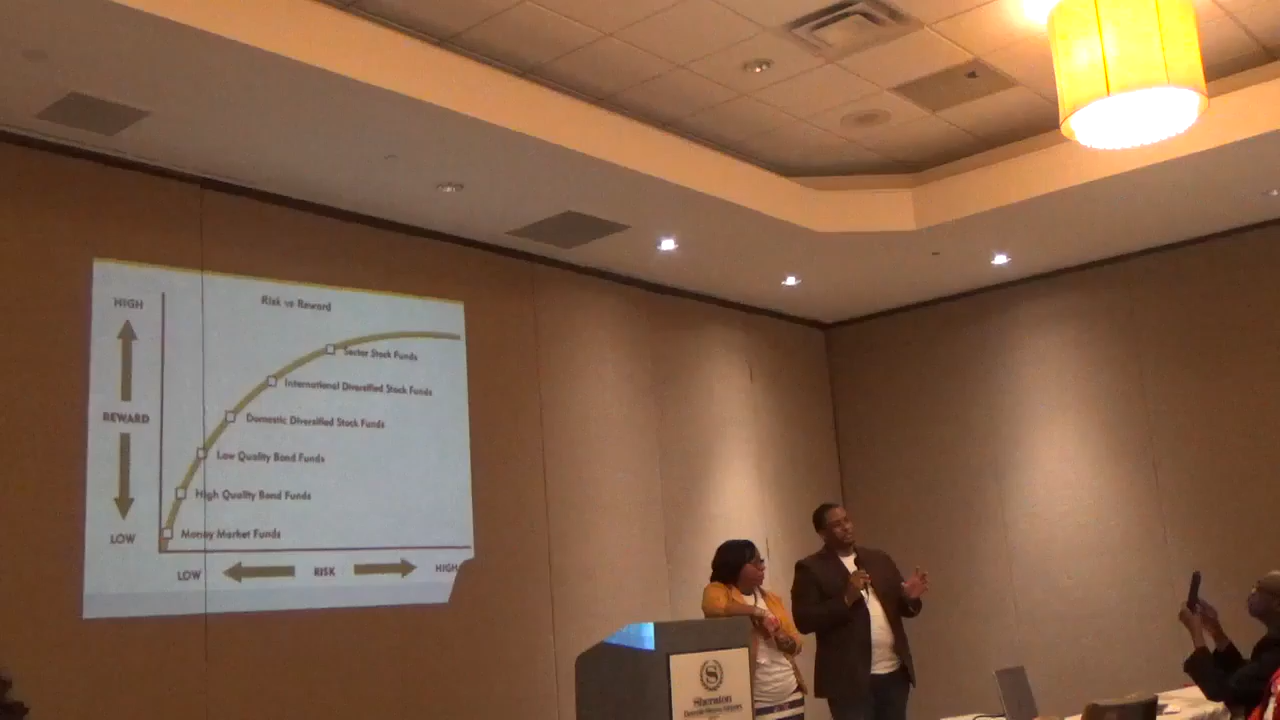 Risk vs Reward
HIGH
REWARD
LOW
Sector Stock Funds
International Diversified Stock Funds
Domestic Diversified Stock Funds
Low Quality Bond Funds
High Quality Bond Funds
Money Market Funds
LOW
RISK
HIGH
S
Sheraton